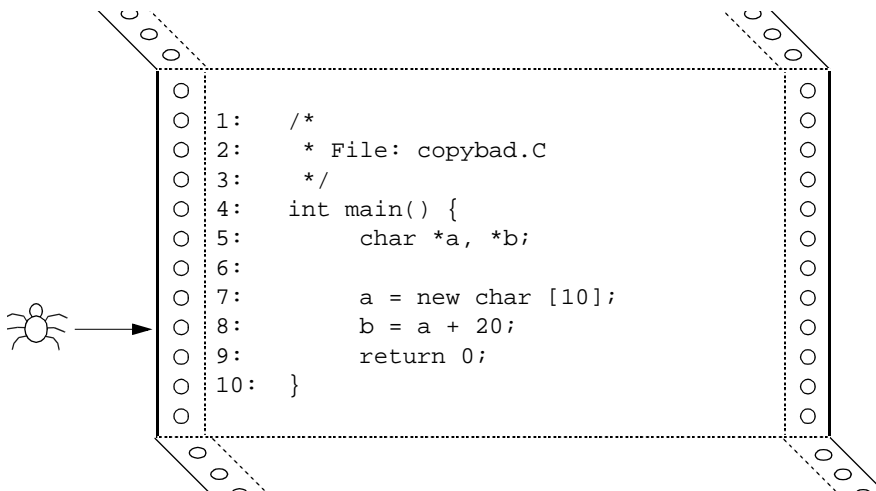 1:    /*
2:     * File: copybad.C
3:     */
4:    int main() {
5:         char *a, *b;
6:
7:         a = new char [10];
8:         b = a + 20;
9:         return 0;
10:  }